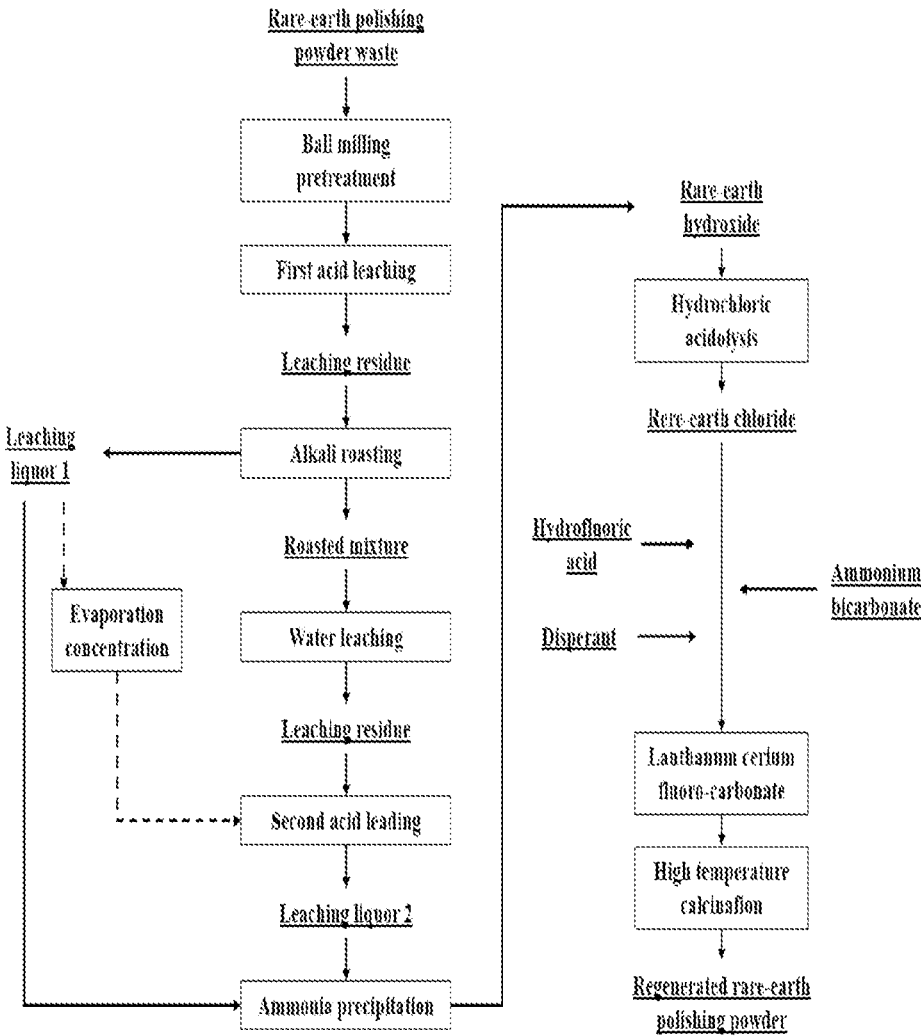 Rare-earth polishing
powder waste
Ball milling
pretreatment
First acid leaching
Leaching residue
Leaching
liquor 1
Alkali roasting
Roasted mixture
Evaporation
concentration
Water leaching
Leaching residue
Second acid leading
Leaching liquor 2
Ammonia precipitation
Rare-earth
hydroxide
Hydrochloric
acidolysis
Rere-earth chloride
Hydrofluoric
acid
Ammonium
bicarbonate
Disperant
Lanthanum cerium
fluoro-carbonate
High temperature
calcination
Regenerated rare-earth
polishing powder